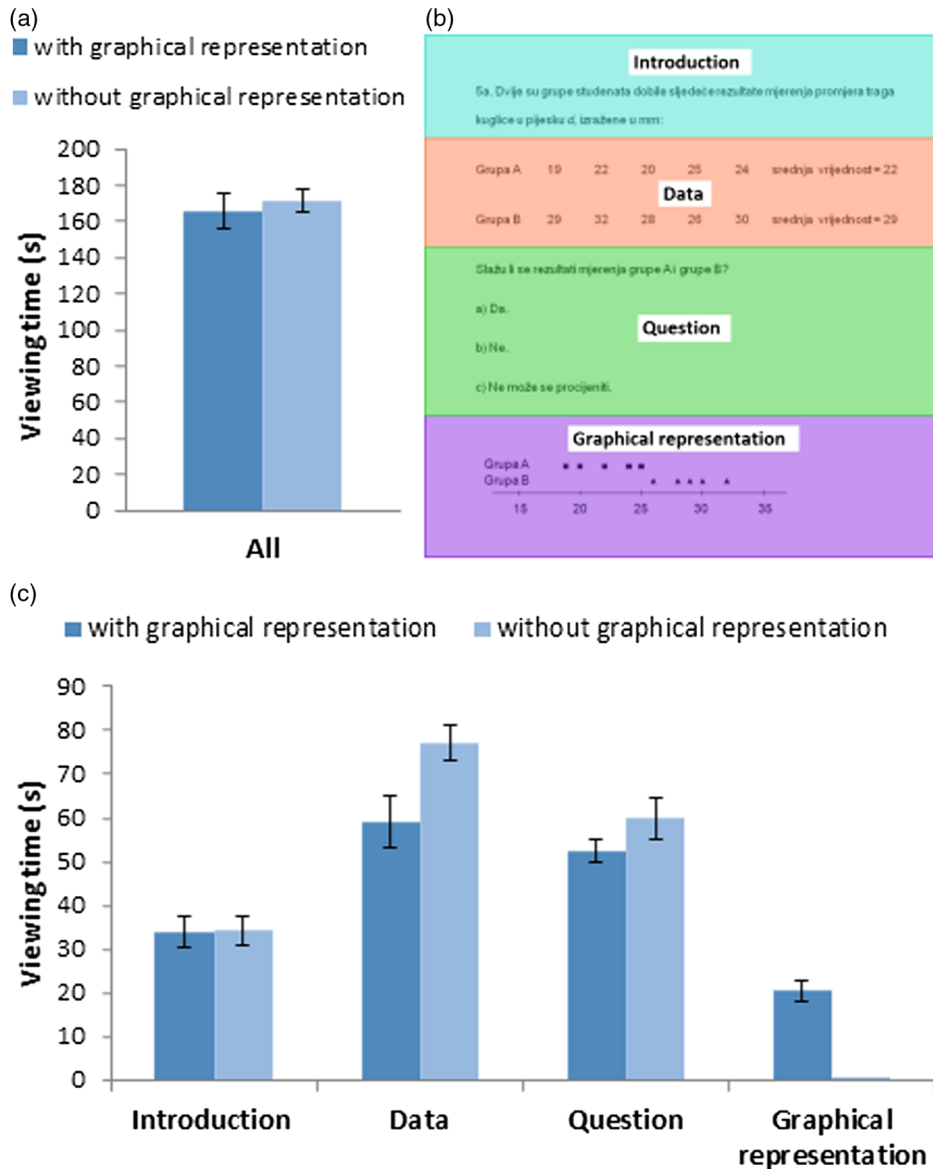 (a)
with graphical representation
without graphical representation
Viewing time (s)
200
180
160
140
120
100
80
60
40
20
0
All
(b)
Introduction
5a. Dvije su grupe studenata dobile sljedeće rezultate mjerenja promjera traga
kuglice u pijesku d, izražene u mm:
Grupa A 19 22 20 25 24 srednja vrijednost = 22
Data
Grupa B 29 32 28 26 30 srednja vrijednost = 29
Slažu li se rezultati mjerenja grupe A i grupe B?
a) Da.
Question
b) Ne.
c) Ne može se procijeniti.
Graphical representation
Grupa A
Grupa B
15 20 25 30 35
(c)
with graphical representation without graphical representation
Viewing time (s)
90
80
70
60
50
40
30
20
10
0
Introduction Data Question Graphical
representation